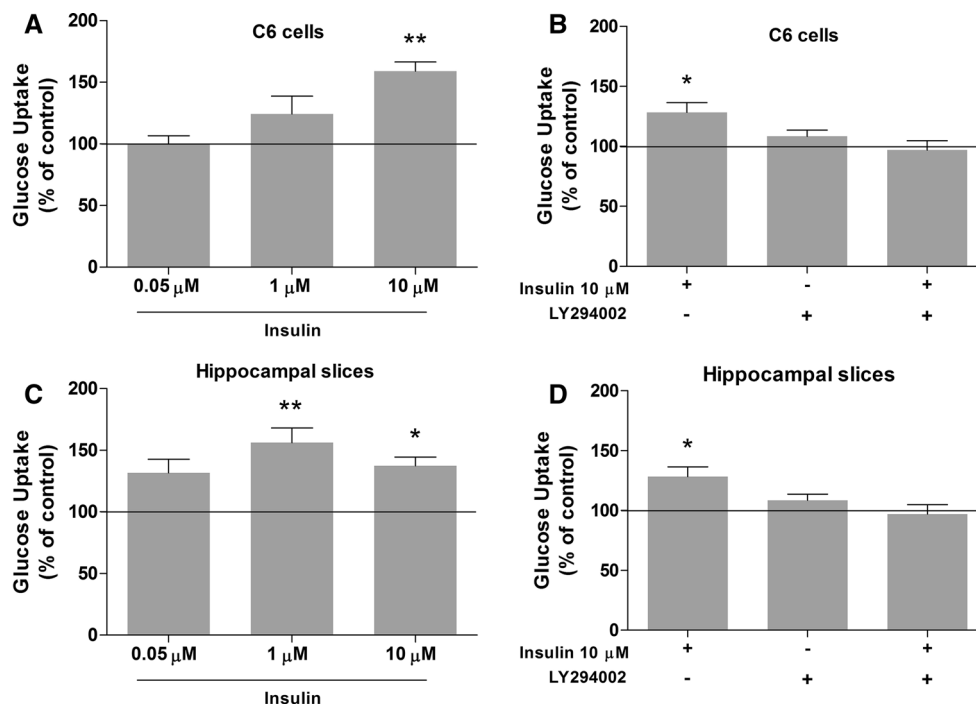 A
C6 cells
Glucose Uptake
(% of control)
200
150
100
50
0
**
0.05 μM 1 μM 10 μM
Insulin
B
C6 cells
Glucose Uptake
(% of control)
200
150
100
50
0
*
Insulin 10 μM + - +
LY294002 - + +
C
Hippocampal slices
Glucose Uptake
(% of control)
200
150
100
50
0
**
*
0.05 μM 1 μM 10 μM
Insulin
D
Hippocampal slices
Glucose Uptake
(% of control)
200
150
100
50
0
*
Insulin 10 μM + - +
LY294002 - + +